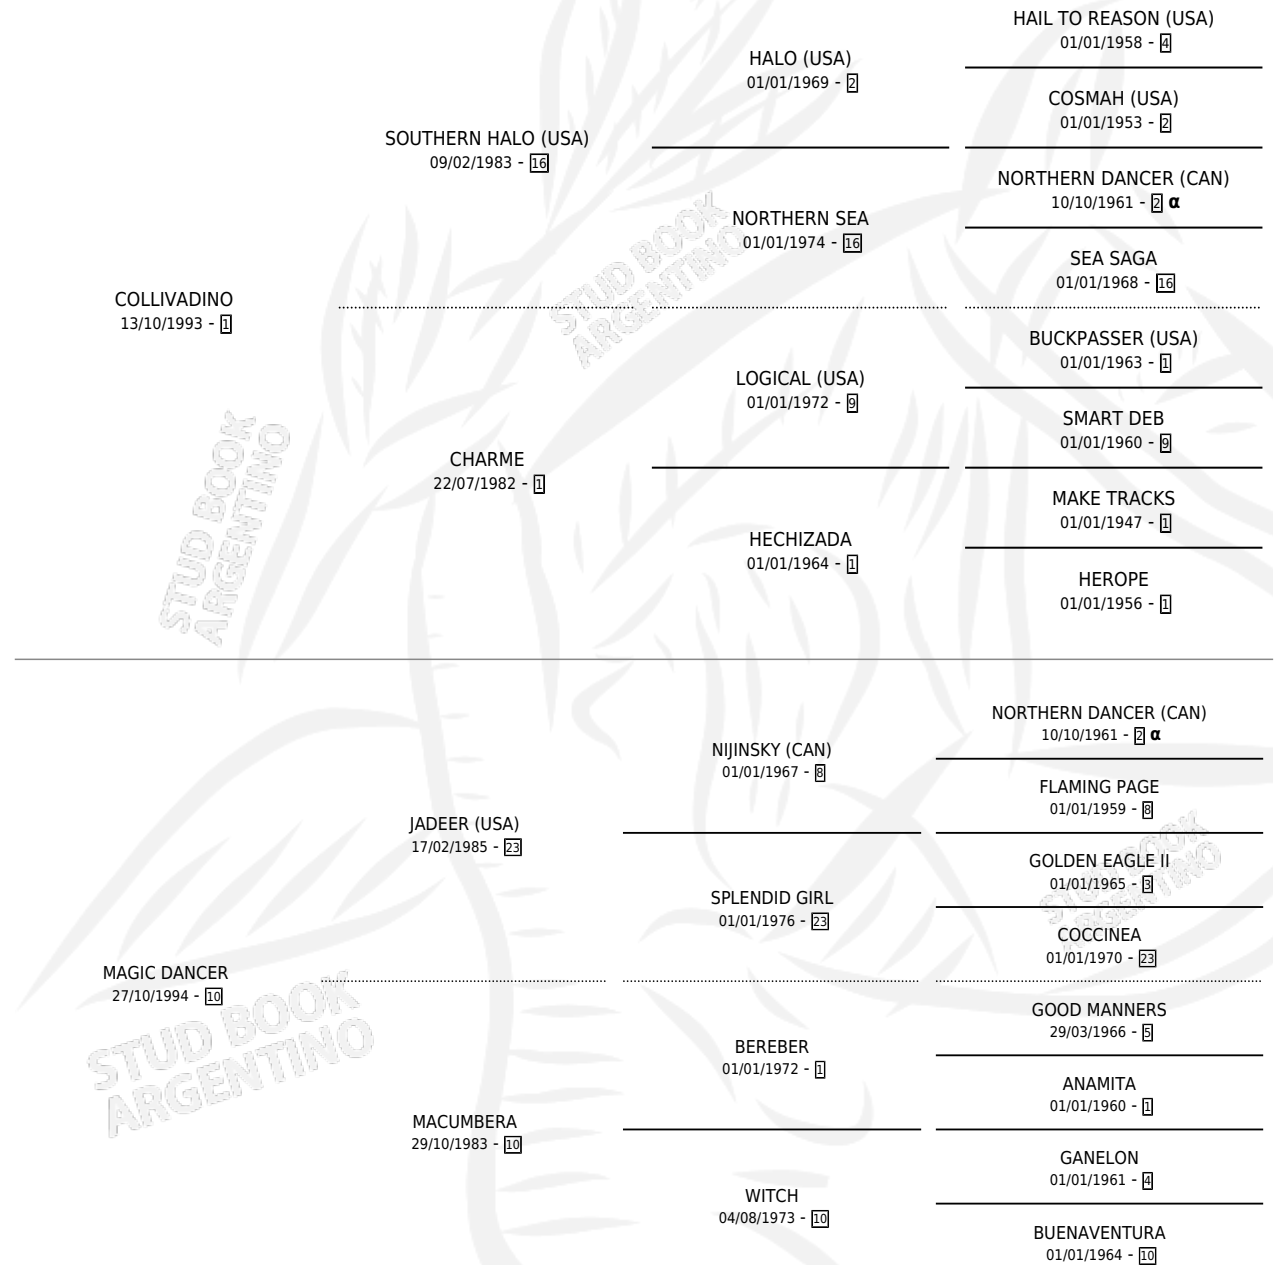 HAIL TO REASON (USA)
01/01/1958 - 4
HALO (USA)
01/01/1969 - 2
COSMAH (USA)
01/01/1953 - 2
SOUTHERN HALO (USA)
09/02/1983 - 16
NORTHERN DANCER (CAN)
10/10/1961 - 2 α
NORTHERN SEA
01/01/1974 - 16
SEA SAGA
01/01/1968 - 16
STUD BOOK
ARGENTINO
COLLIVADINO
13/10/1993 - 1
BUCKPASSER (USA)
01/01/1963 - 1
LOGICAL (USA)
01/01/1972 - 9
SMART DEB
01/01/1960 - 9
CHARME
22/07/1982 - 1
MAKE TRACKS
01/01/1947 - 1
HECHIZADA
01/01/1964 - 1
HEROPE
01/01/1956 - 1
STUD BOOK
ARGENTINO
NORTHERN DANCER (CAN)
10/10/1961 - 2 α
NIJINSKY (CAN)
01/01/1967 - 8
FLAMING PAGE
01/01/1959 - 8
JADEER (USA)
17/02/1985 - 23
GOLDEN EAGLE II
01/01/1965 - 3
SPLENDID GIRL
01/01/1976 - 23
COCCINEA
01/01/1970 - 23
STUD BOOK
ARGENTINO
MAGIC DANCER
27/10/1994 - 10
GOOD MANNERS
29/03/1966 - 5
BEREBER
01/01/1972 - 1
ANAMITA
01/01/1960 - 1
MACUMBERA
29/10/1983 - 10
GANELON
01/01/1961 - 4
WITCH
04/08/1973 - 10
BUENAVENTURA
01/01/1964 - 10
STUD BOOK
ARGENTINO